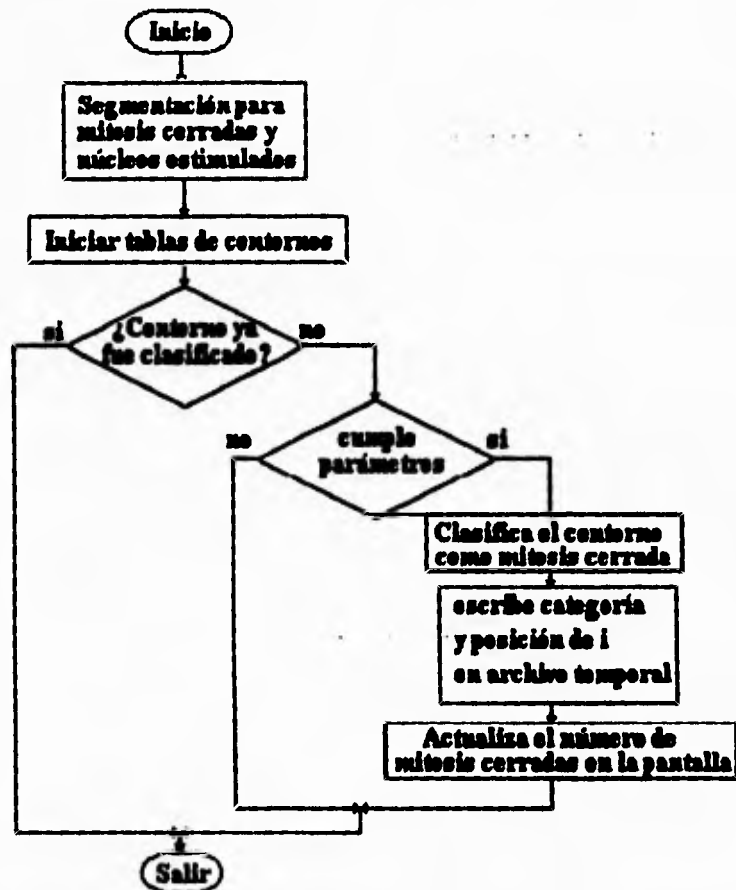 Inicio
Segmentación para
mitosis cerradas y
núcleos estimulados
Iniciar tablas de contornos
si
¿Contorno ya
fue clasificado?
no
no
cumple
parámetros
si
Clasifica el contorno
como mitosis cerrada
escribe categoría
y posición de i
en archivo temporal
Actualiza el número de
mitosis cerradas en la pantalla
Salir